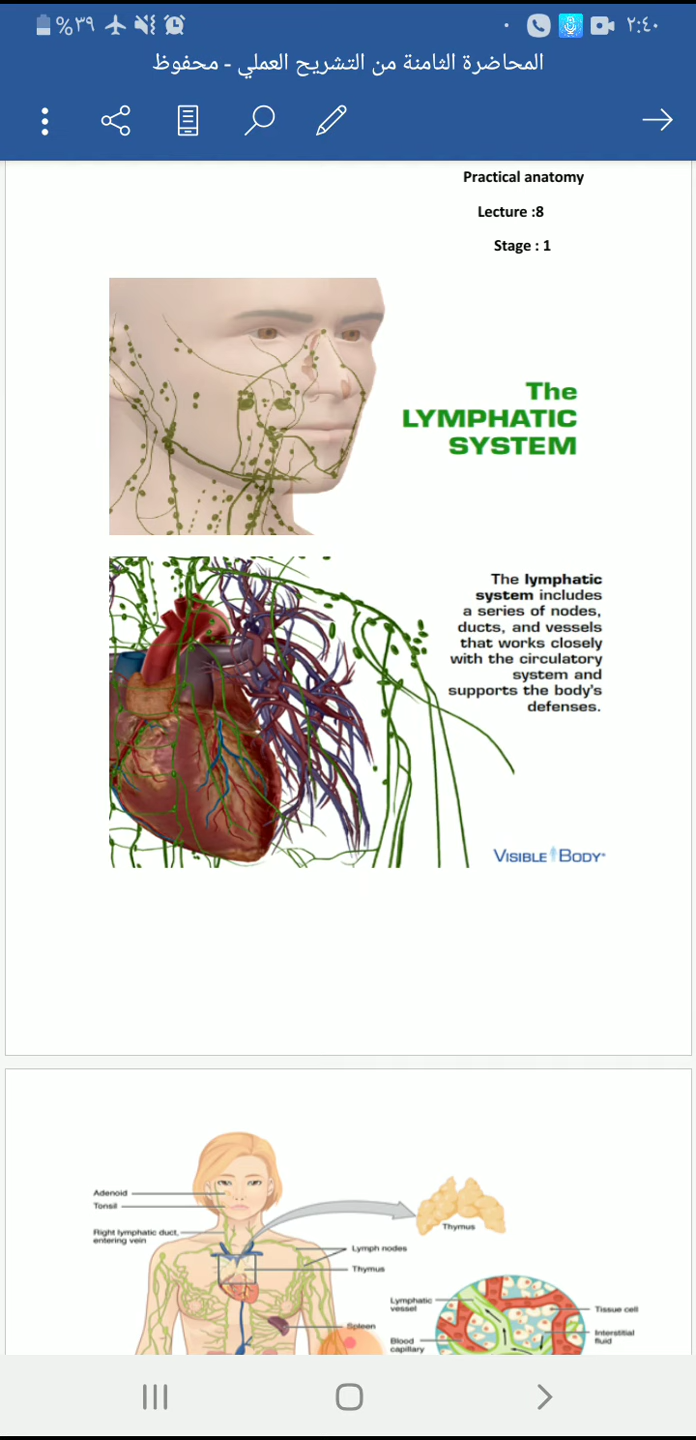 %٣٩
٢:٤٠
المحاضرة الثامنة من التشريح العملي - محفوظ
Practical anatomy
Lecture :8
Stage : 1
The
LYMPHATIC
SYSTEM
The lymphatic
system includes
a series of nodes,
ducts, and vessels
that works closely
with the circulatory
system and
supports the body's
defenses.
VISIBLE BODY®
Adenoid
Tonsil
Right lymphatic duct,
entering vein
Thymus
Lymph nodes
Thymus
Spleen
Lymphatic
vessel
Tissue cell
Blood
capillary
Interstitial
fluid